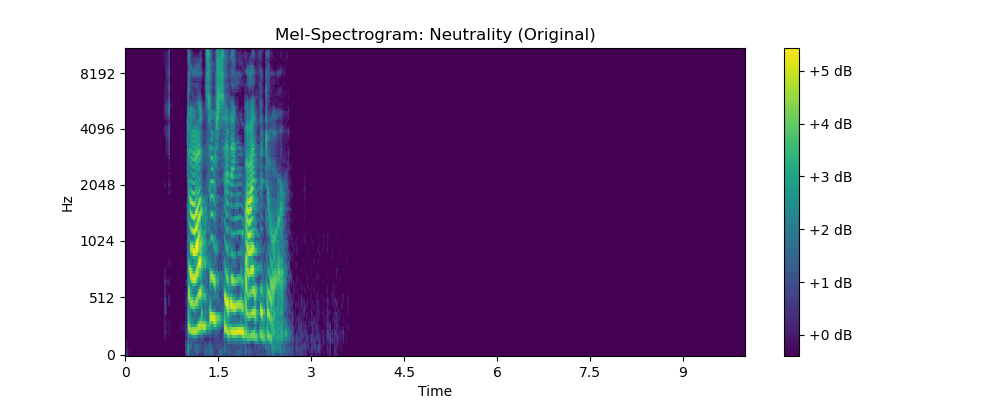 Mel-Spectrogram: Neutrality (Original)
Hz
8192
4096
2048
1024
512
0
0 1.5 3 4.5 6 7.5 9
Time
+5 dB
+4 dB
+3 dB
+2 dB
+1 dB
+0 dB